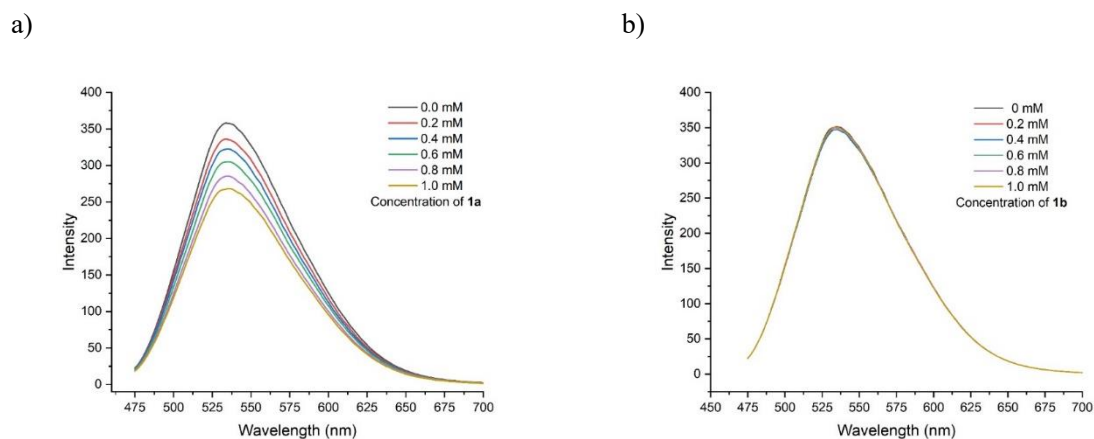 a)
b)
400
350
300
250
200
150
100
50
0
Intensity
475 500 525 550 575 600 625 650 675 700
Wavelength (nm)
0.0 mM
0.2 mM
0.4 mM
0.6 mM
0.8 mM
1.0 mM
Concentration of 1a
400
350
300
250
200
150
100
50
0
Intensity
450 475 500 525 550 575 600 625 650 675 700
Wavelength (nm)
0 mM
0.2 mM
0.4 mM
0.6 mM
0.8 mM
1.0 mM
Concentration of 1b